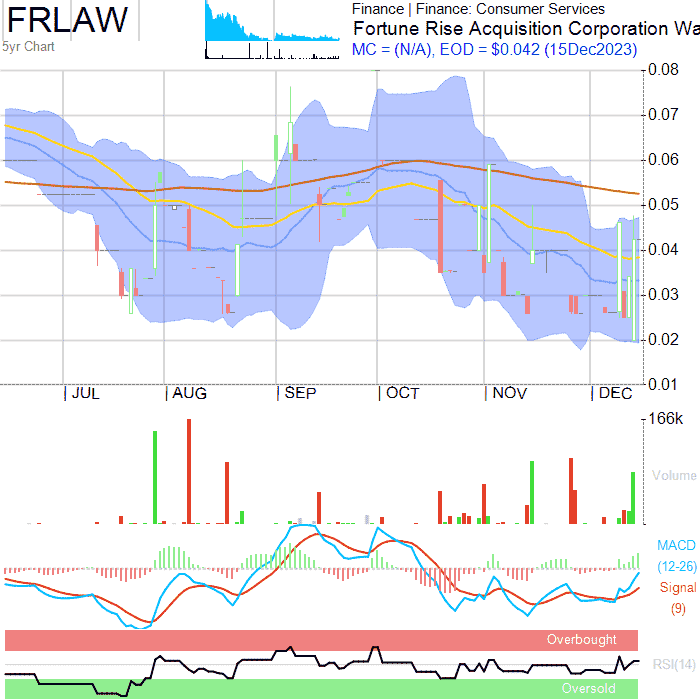 FRLAW
5yr Chart
Finance | Finance: Consumer Services
Fortune Rise Acquisition Corporation Wa
MC = (N/A), EOD = $0.042 (15Dec2023)
0.08
0.07
0.06
0.05
0.04
0.03
0.02
0.01
JUL AUG SEP OCT NOV DEC
166k
Volume
MACD
(12-26)
Signal
(9)
Overbought
RSI(14)
Oversold